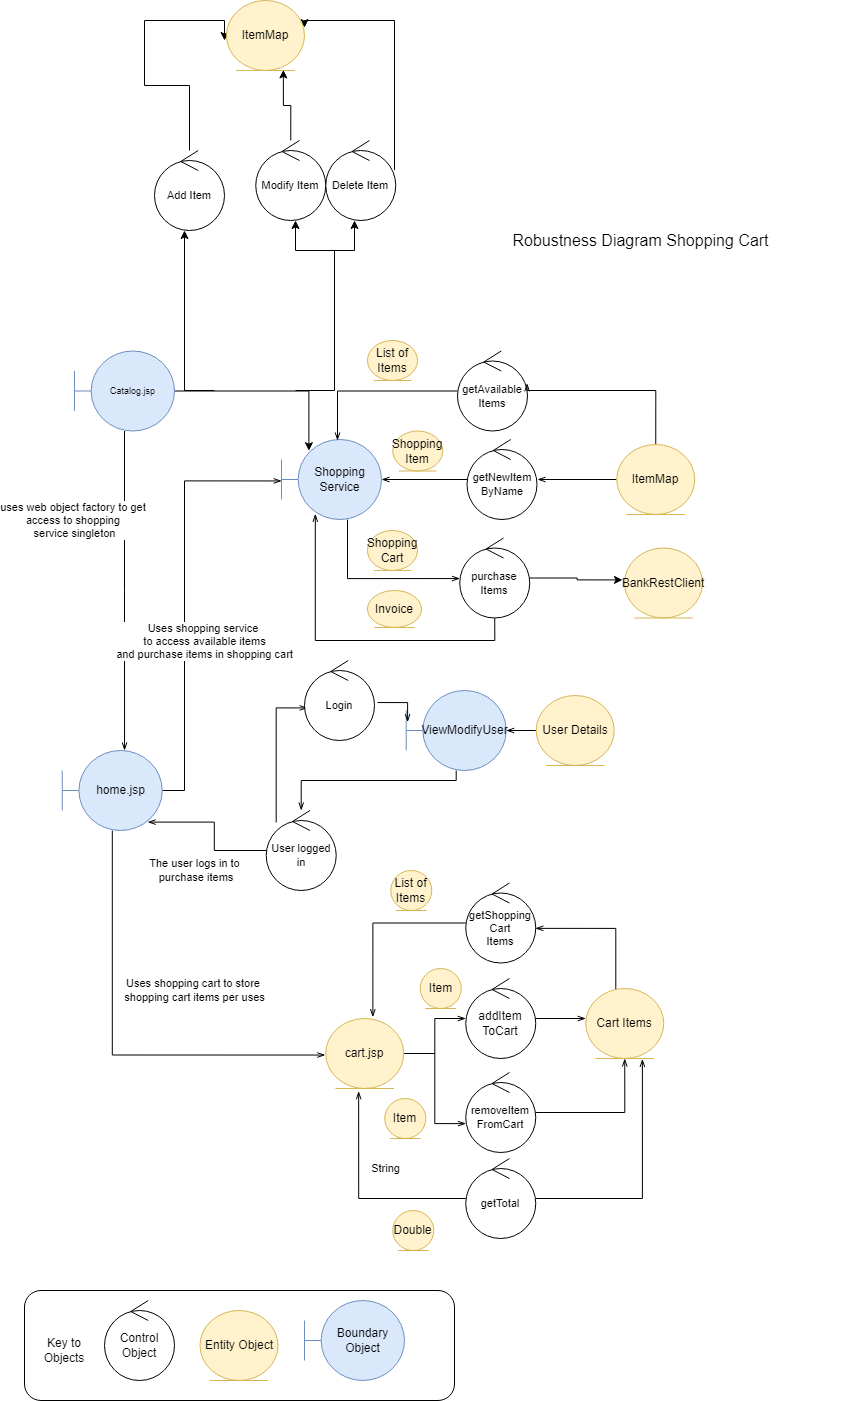 ItemMap
Add Item
Modify Item
Delete Item
Robustness Diagram Shopping Cart
List of
Items
getAvailable
Items
Catalog.jsp
Shopping
Item
Shopping
Service
getNewItem
ByName
ItemMap
uses web object factory to get
access to shopping
service singleton
Shopping
Cart
purchase
Items
BankRestClient
Invoice
Uses shopping service
to access available items
and purchase items in shopping cart
Login
ViewModifyUser
User Details
home.jsp
User logged
in
The user logs in to
purchase items
List of
Items
getShopping
Cart
Items
Uses shopping cart to store
shopping cart items per uses
Item
addItem
ToCart
Cart Items
cart.jsp
Item
removeItem
FromCart
String
getTotal
Double
Key to
Objects
Control
Object
Entity Object
Boundary
Object